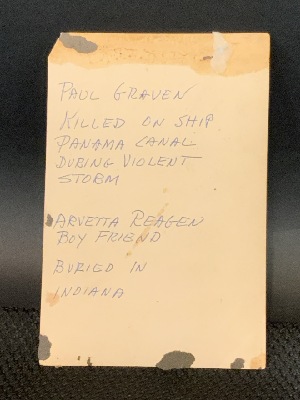 PAUL GRAVEN
KILLED ON SHIP
PANAMA CANAL
DURING VIOLENT
STORM
ARVETTA REAGEN
BOY FRIEND
BURIED IN
INDIANA